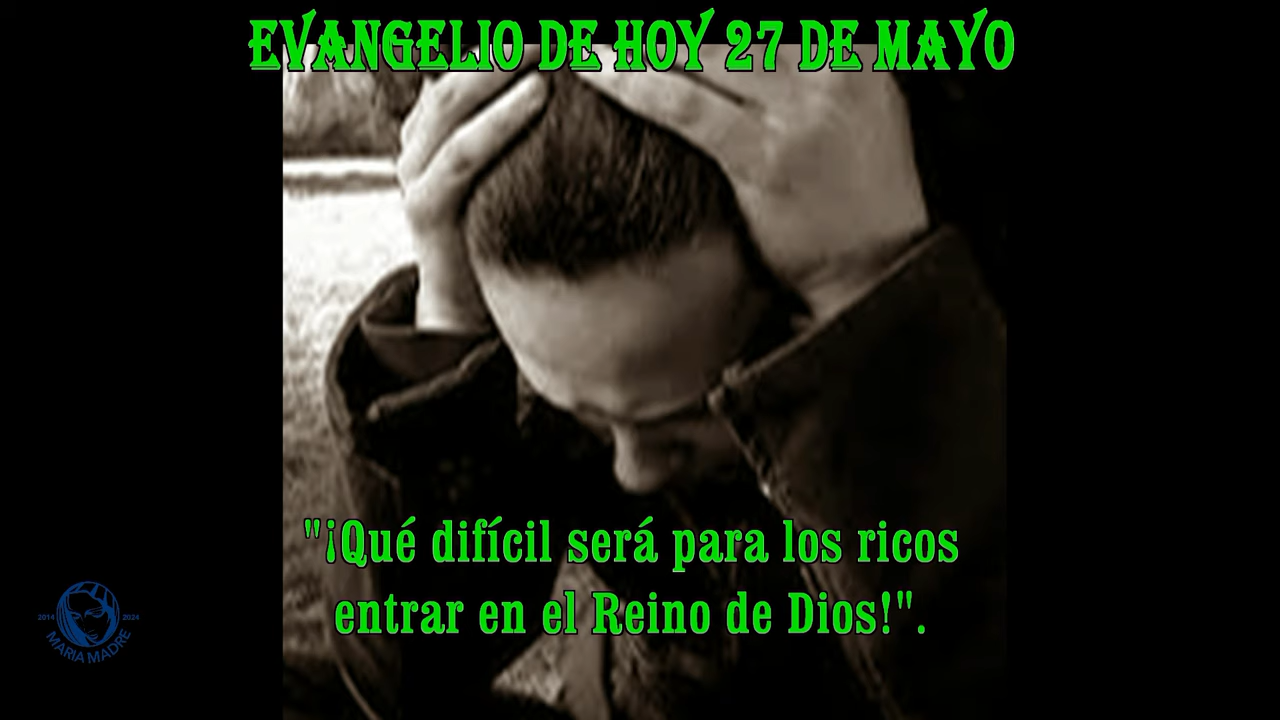 EVANGELIO DE HOY 27 DE MAYO
"¡Qué difícil será para los ricos
entrar en el Reino de Dios!".
2014 2024
MARIA MADRE